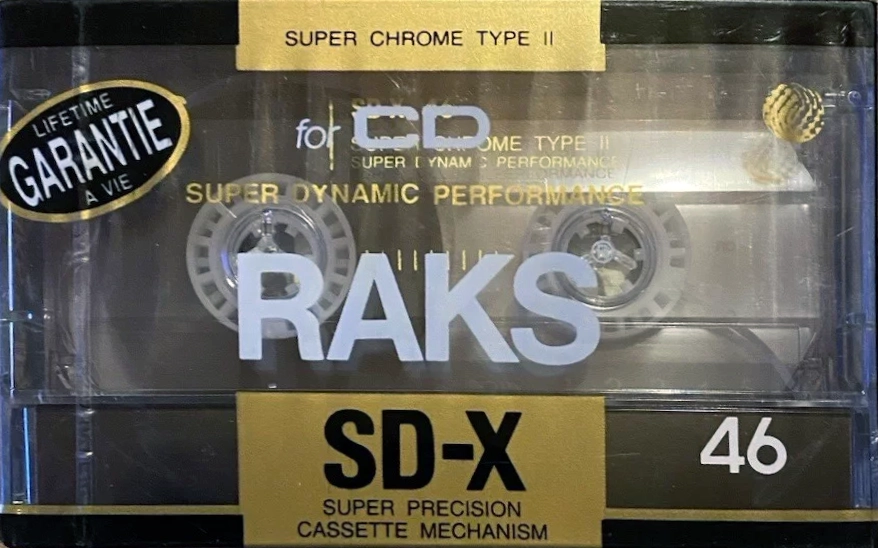 SUPER CHROME TYPE II
LIFETIME
GARANTIE
A VIE
for CD
SUPER CHROME TYPE II
SUPER DYNAMIC PERFORMANCE
SUPER DYNAMIC PERFORMANCE
RAKS
SD-X
46
SUPER PRECISION
CASSETTE MECHANISM